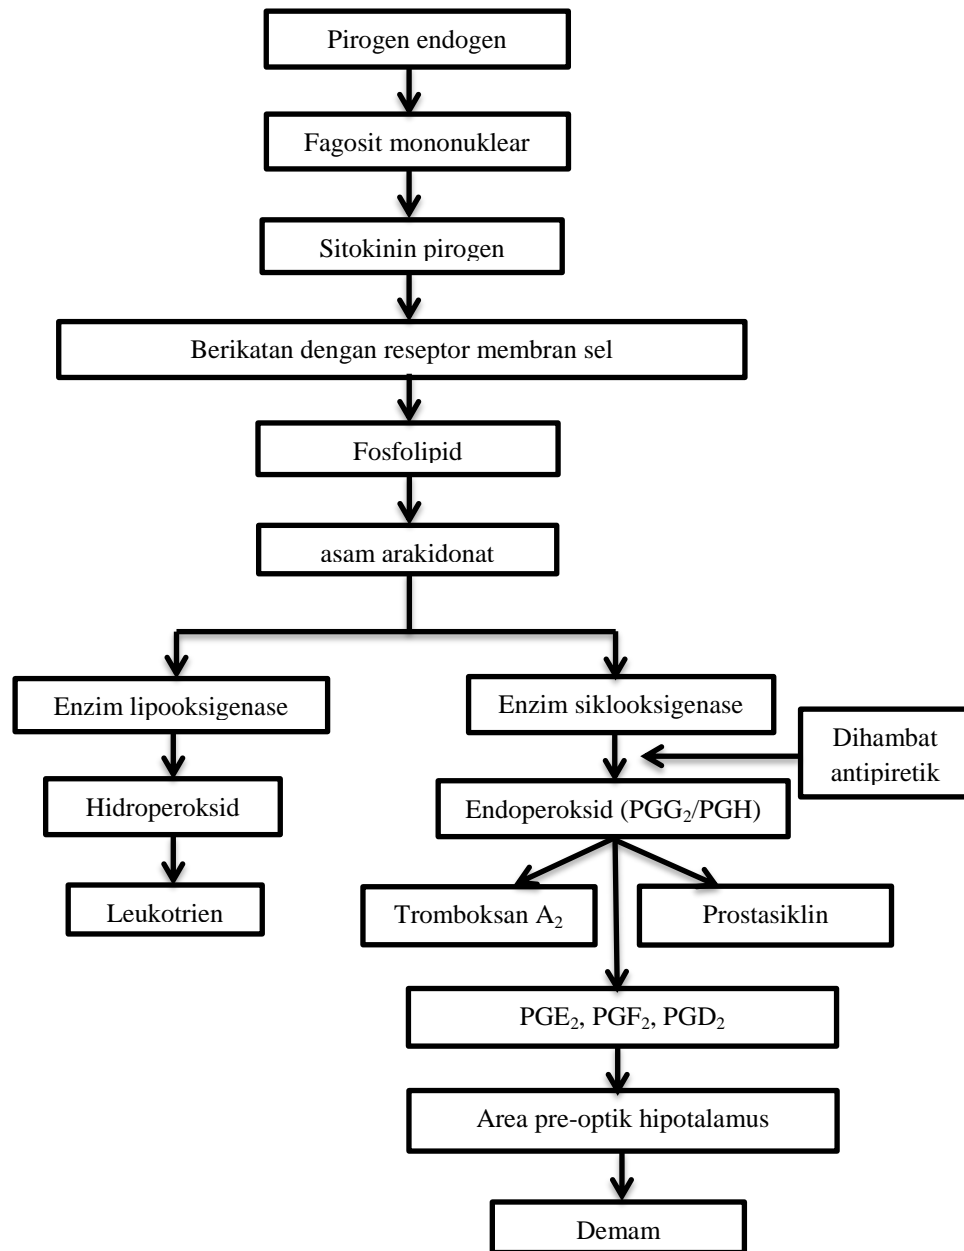 Pirogen endogen
Fagosit mononuklear
Sitokinin pirogen
Berikatan dengan reseptor membran sel
Fosfolipid
asam arakidonat
Enzim lipooksigenase
Enzim siklooksigenase
Dihambat
antipiretik
Hidroperoksid
Endoperoksid (PGG₂/PGH)
Leukotrien
Tromboksan A₂
Prostasiklin
PGE₂, PGF₂, PGD₂
Area pre-optik hipotalamus
Demam